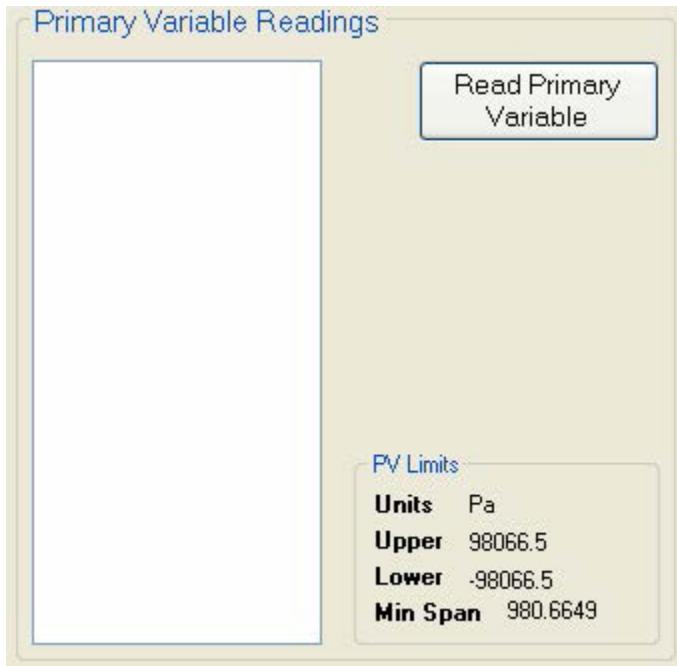 Primary Variable Readings
Read Primary
Variable
PV Limits
Units Pa
Upper 98066.5
Lower -98066.5
Min Span 980.6649